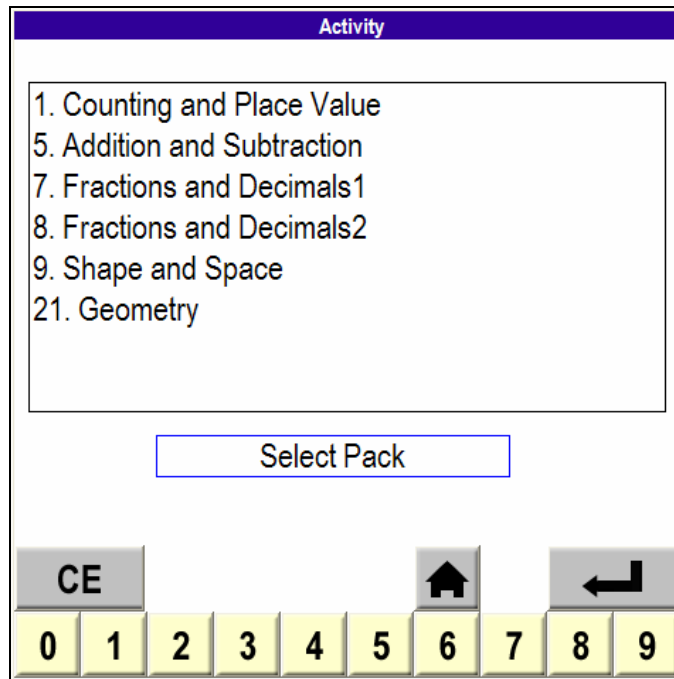 Activity
1. Counting and Place Value
5. Addition and Subtraction
7. Fractions and Decimals1
8. Fractions and Decimals2
9. Shape and Space
21. Geometry
Select Pack
CE
0 1 2 3 4 5 6 7 8 9